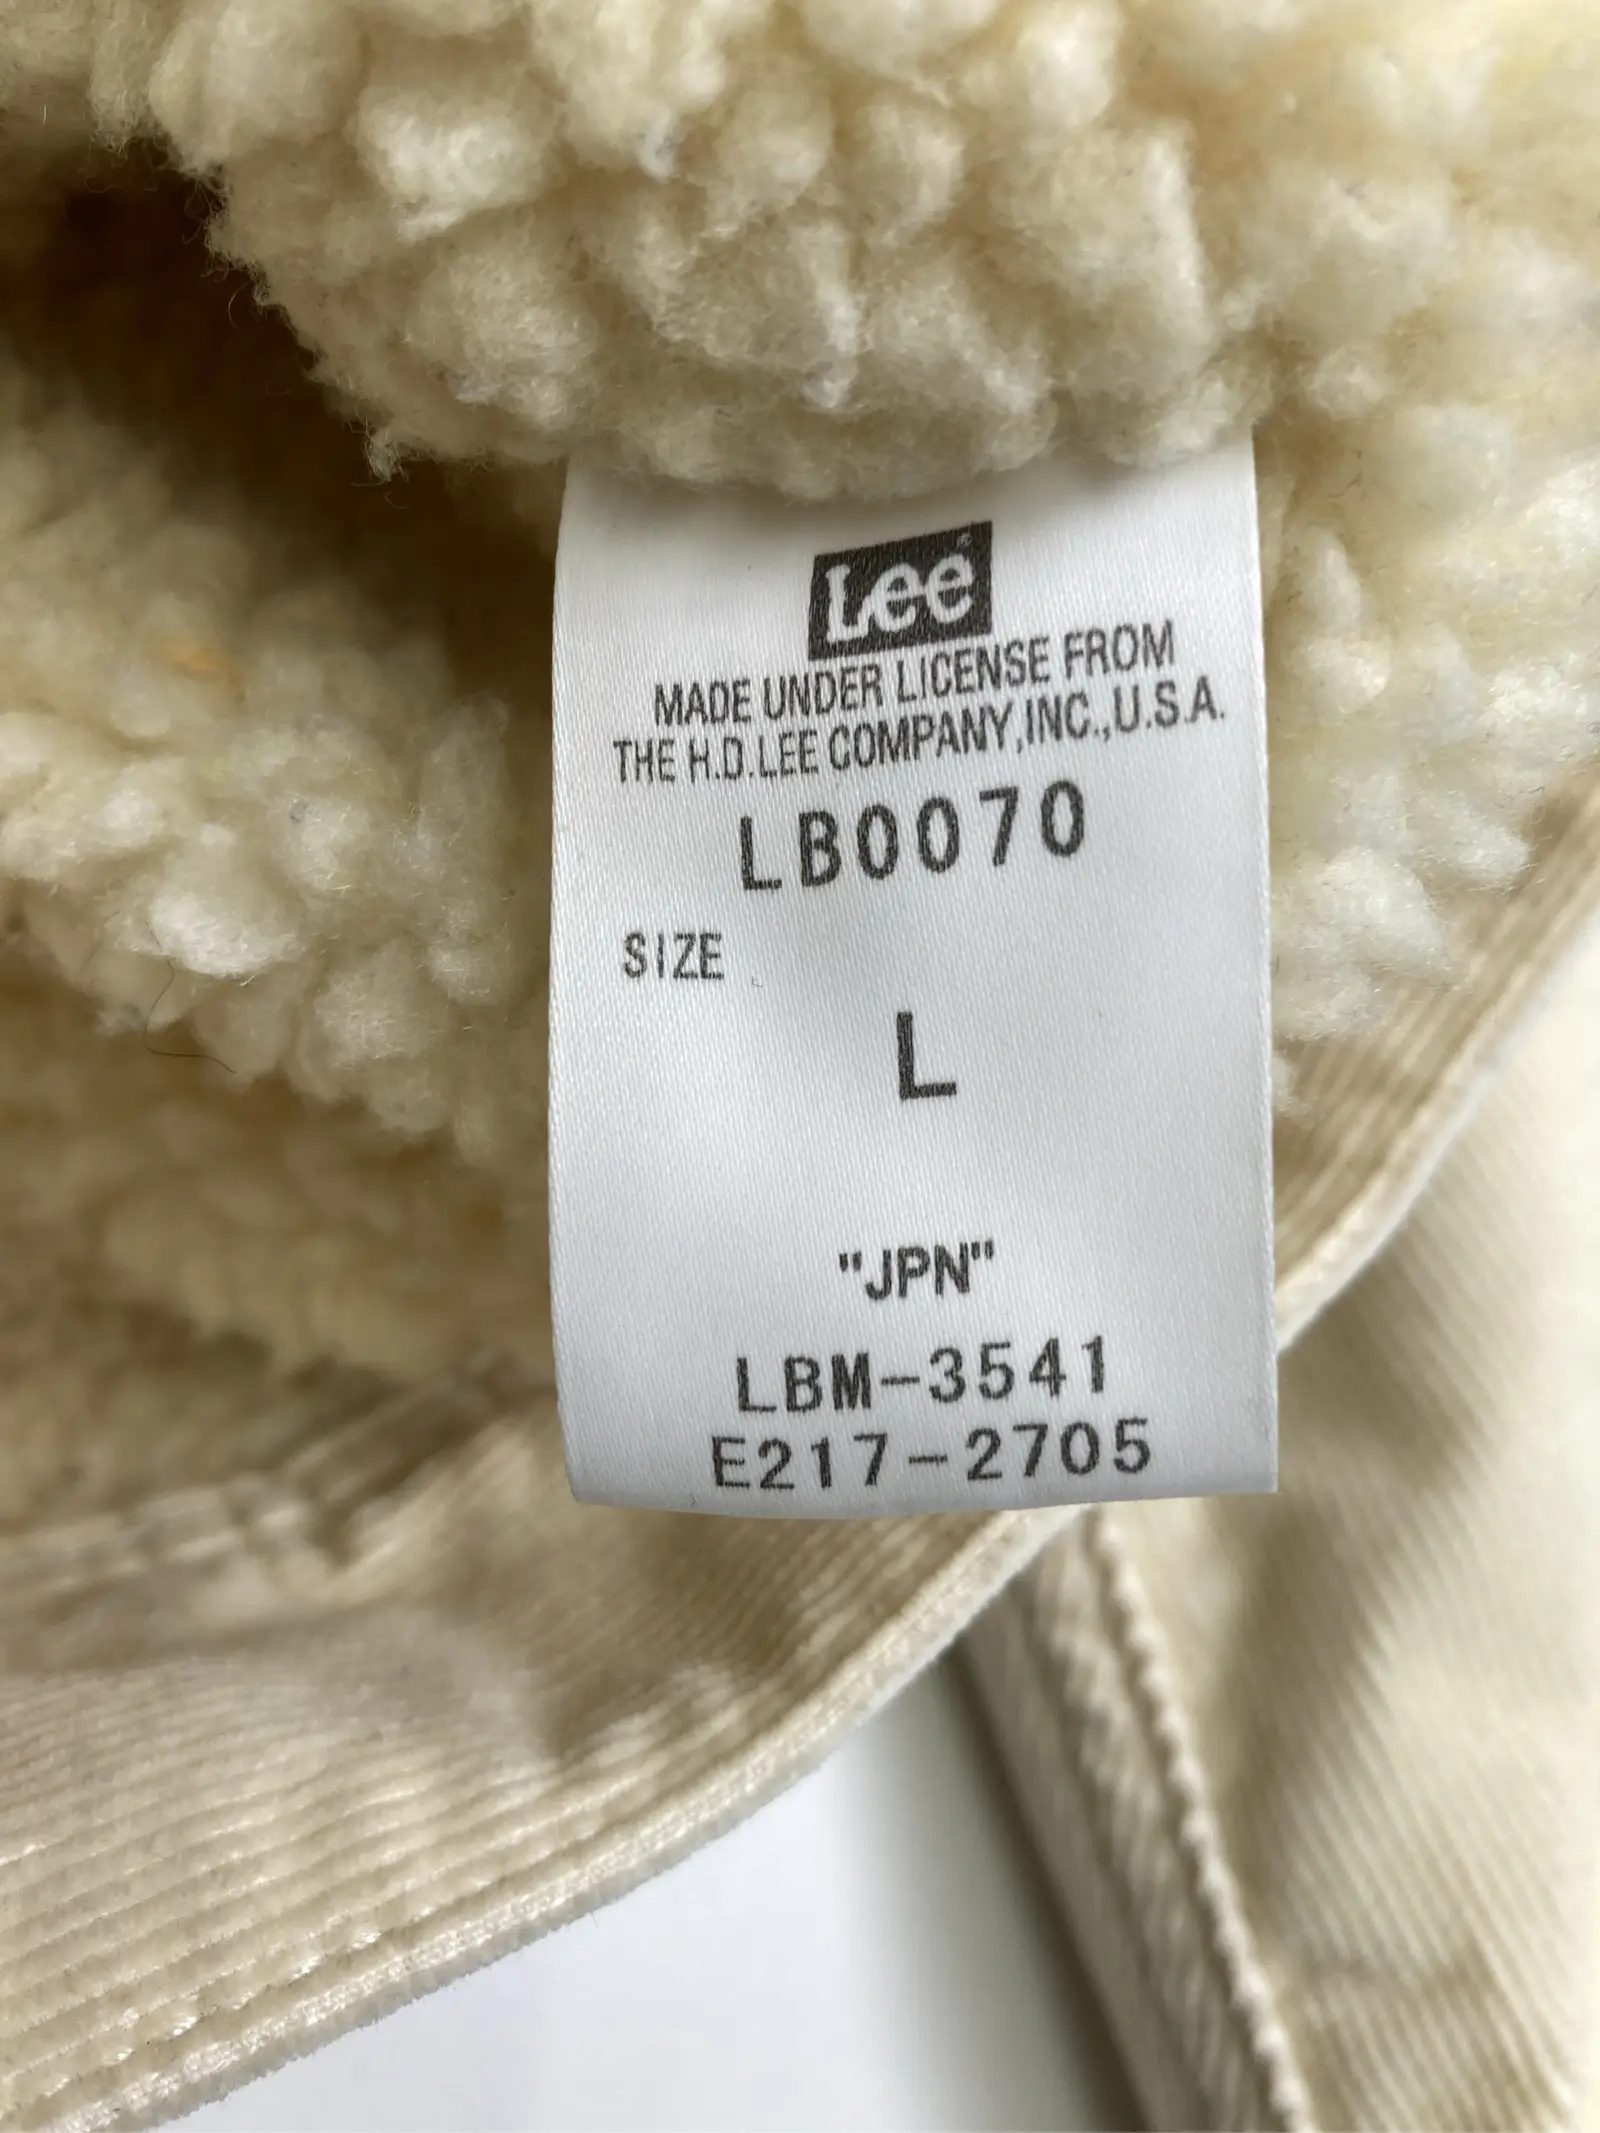 Lee®
MADE UNDER LICENSE FROM
THE H.D.LEE COMPANY,INC.,U.S.A.
LB0070
SIZE
L
"JPN"
LBM-3541
E217-2705